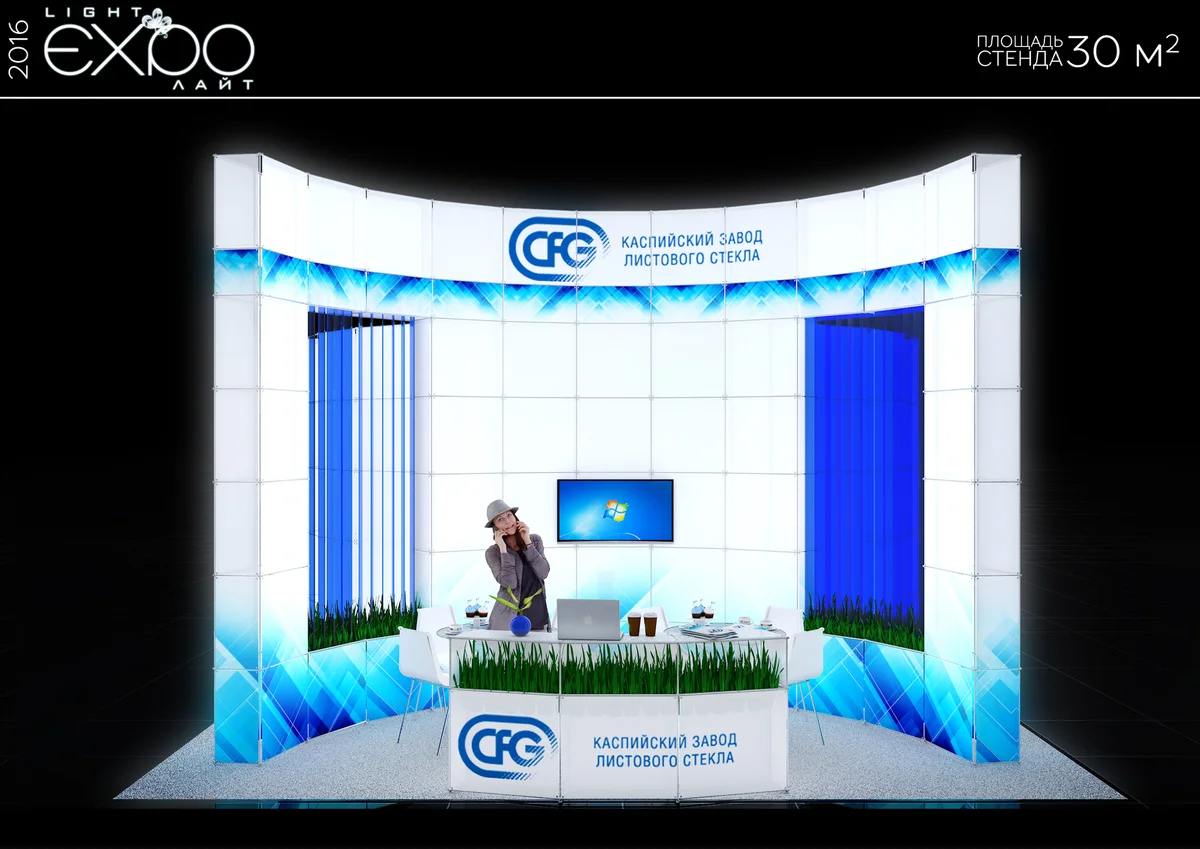 2016
LIGHT
EXPO
ЛАЙТ
ПЛОЩАДЬ
СТЕНДА 30 м²
CFG
КАСПИЙСКИЙ ЗАВОД
ЛИСТОВОГО СТЕКЛА
CFG
КАСПИЙСКИЙ ЗАВОД
ЛИСТОВОГО СТЕКЛА